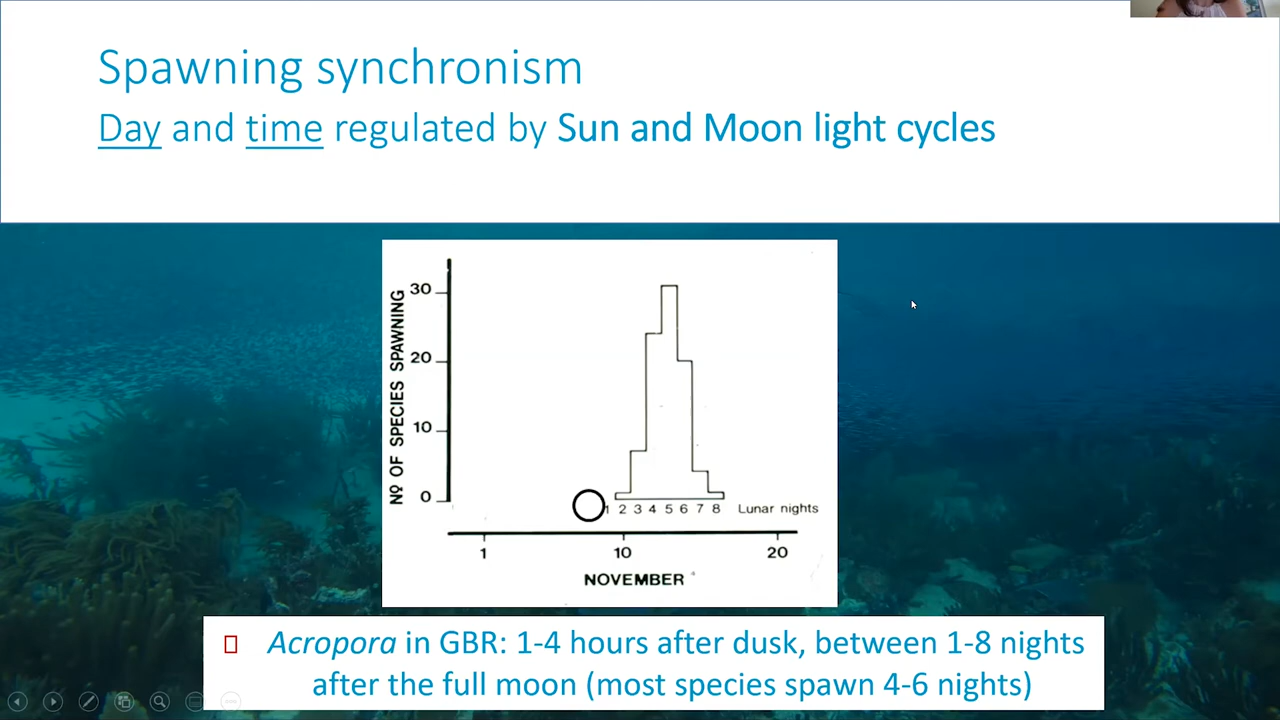 Spawning synchronism
Day and time regulated by Sun and Moon light cycles
Nº OF SPECIES SPAWNING
30
20
10
0
1 2 3 4 5 6 7 8 Lunar nights
1 10 20
NOVEMBER
Acropora in GBR: 1-4 hours after dusk, between 1-8 nights
after the full moon (most species spawn 4-6 nights)